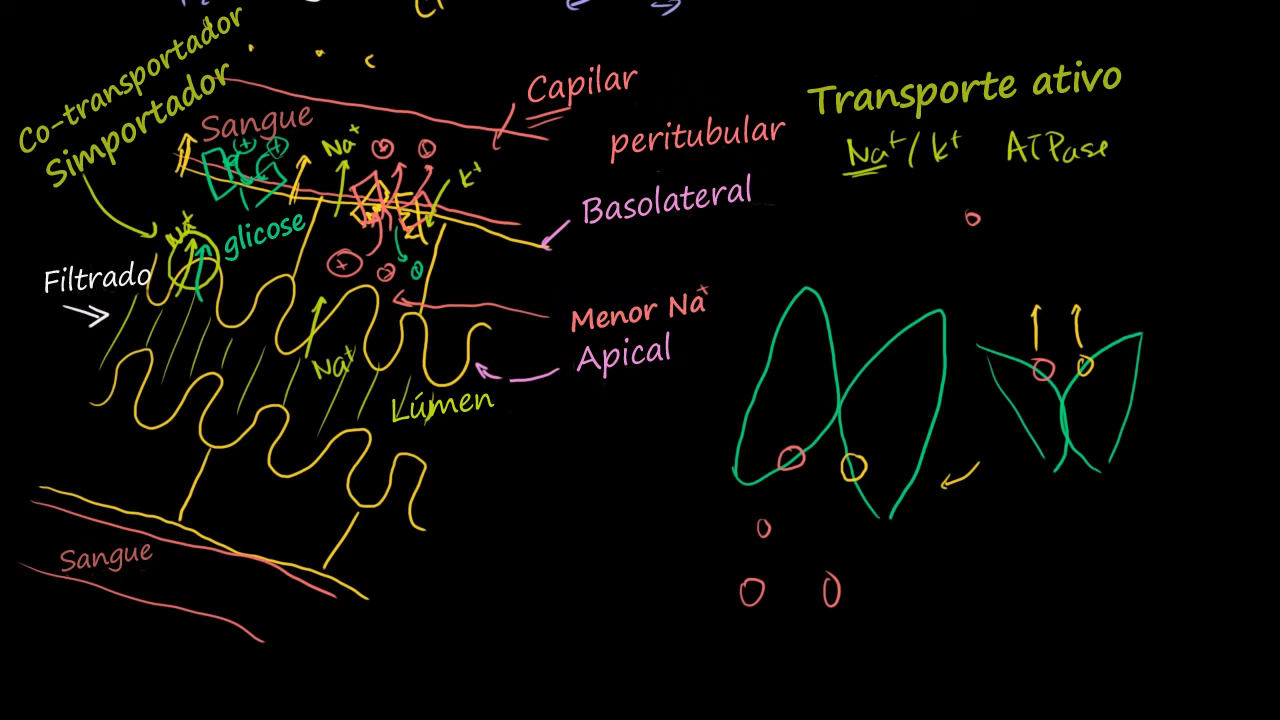 Co-transportador
Simportador
Sangue
Na+
K+
Capilar
peritubular
Transporte ativo
Na+/K+ ATPase
Basolateral
Na+
glicose
Filtrado
Menor Na+
Apical
Na+
Lúmen
Sangue